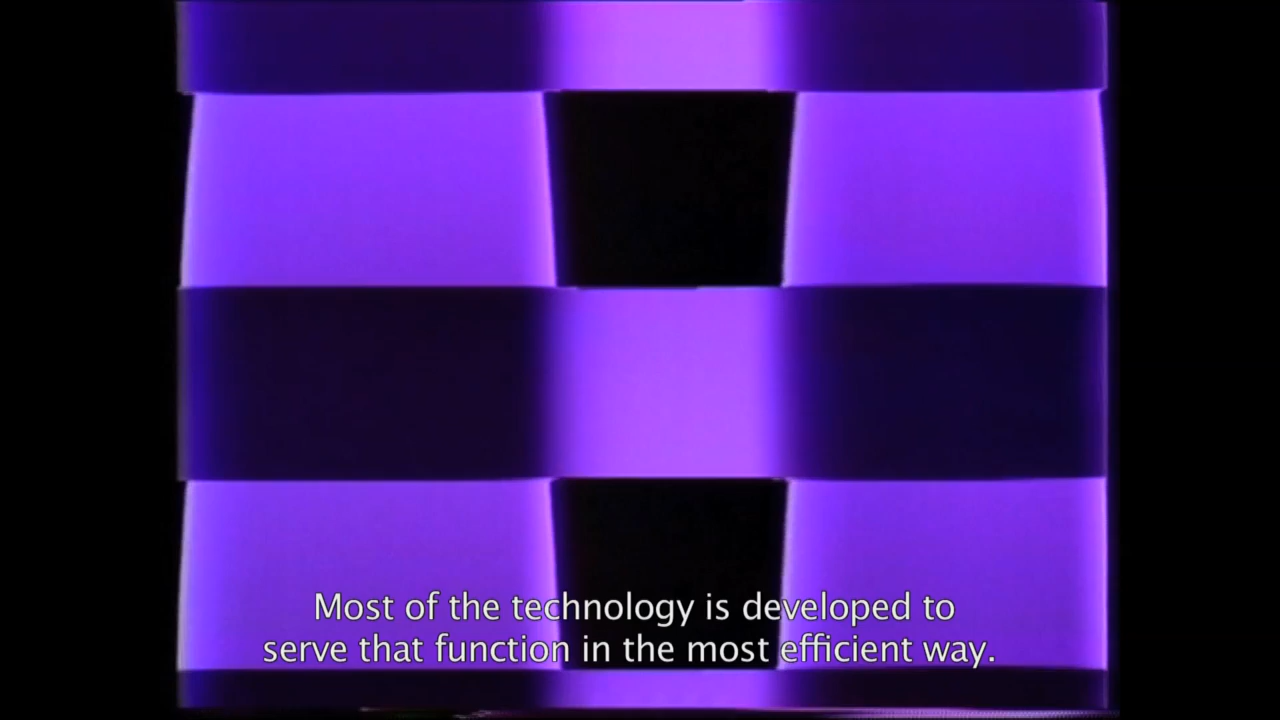 Most of the technology is developed to
serve that function in the most efficient way.